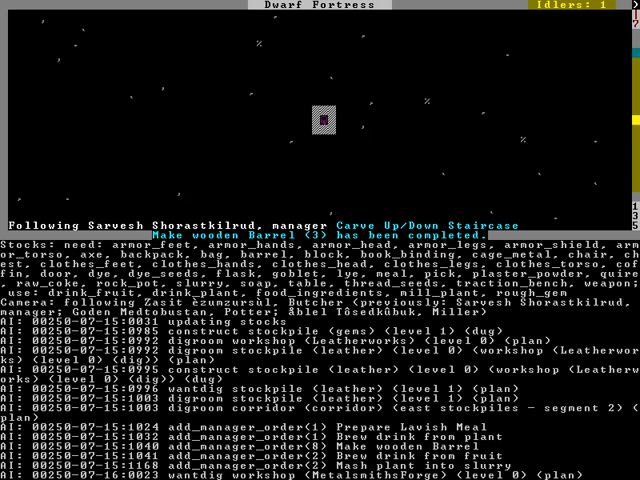 Dwarf Fortress
Idlers: 1
Following Sarvesh Shorastkilrud, manager Carve Up/Down Staircase
Make wooden Barrel (3) has been completed.
Stocks: need: armor_feet, armor_hands, armor_head, armor_legs, armor_shield, arm
or_torso, axe, backpack, bag, barrel, block, book_binding, cage_metal, chair, ch
est, clothes_feet, clothes_hands, clothes_head, clothes_legs, clothes_torso, cof
fin, door, dye, dye_seeds, flask, goblet, lye, meal, pick, plaster_powder, quire
, raw_coke, rock_pot, slurry, soap, table, thread_seeds, traction_bench, weapon;
use: drink_fruit, drink_plant, food_ingredients, mill_plant, rough_gem
Camera: following Zasit èzumzursúl, butcher (previously: Sarvesh Shorastkilrud,
manager; Goden Medtobustan, Potter; åblel Tôsedkûbuk, Miller)
AI: 00250-07-15:0031 updating stocks
AI: 00250-07-15:0985 construct stockpile (gems) (level 1) (dug)
AI: 00250-07-15:0992 digroom workshop (Leatherworks) (level 0) (plan)
AI: 00250-07-15:0992 digroom stockpile (leather) (level 0) (workshop (Leatherwor
ks) (level 0) (dig)) (plan)
AI: 00250-07-15:0995 construct stockpile (leather) (level 0) (workshop (Leatherw
orks) (level 0) (dig)) (dug)
AI: 00250-07-15:0996 wantdig stockpile (leather) (level 1) (plan)
AI: 00250-07-15:1003 digroom stockpile (leather) (level 1) (plan)
AI: 00250-07-15:1003 digroom corridor (corridor) (east stockpiles - segment 2) (
plan)
AI: 00250-07-15:1024 add_manager_order(1) Prepare Lavish Meal
AI: 00250-07-15:1032 add_manager_order(1) Brew drink from plant
AI: 00250-07-15:1040 add_manager_order(8) Make wooden Barrel
AI: 00250-07-15:1041 add_manager_order(2) Brew drink from fruit
AI: 00250-07-15:1168 add_manager_order(2) Mash plant into slurry
AI: 00250-07-16:0023 wantdig workshop (MetalsmithsForge) (level 0) (plan)